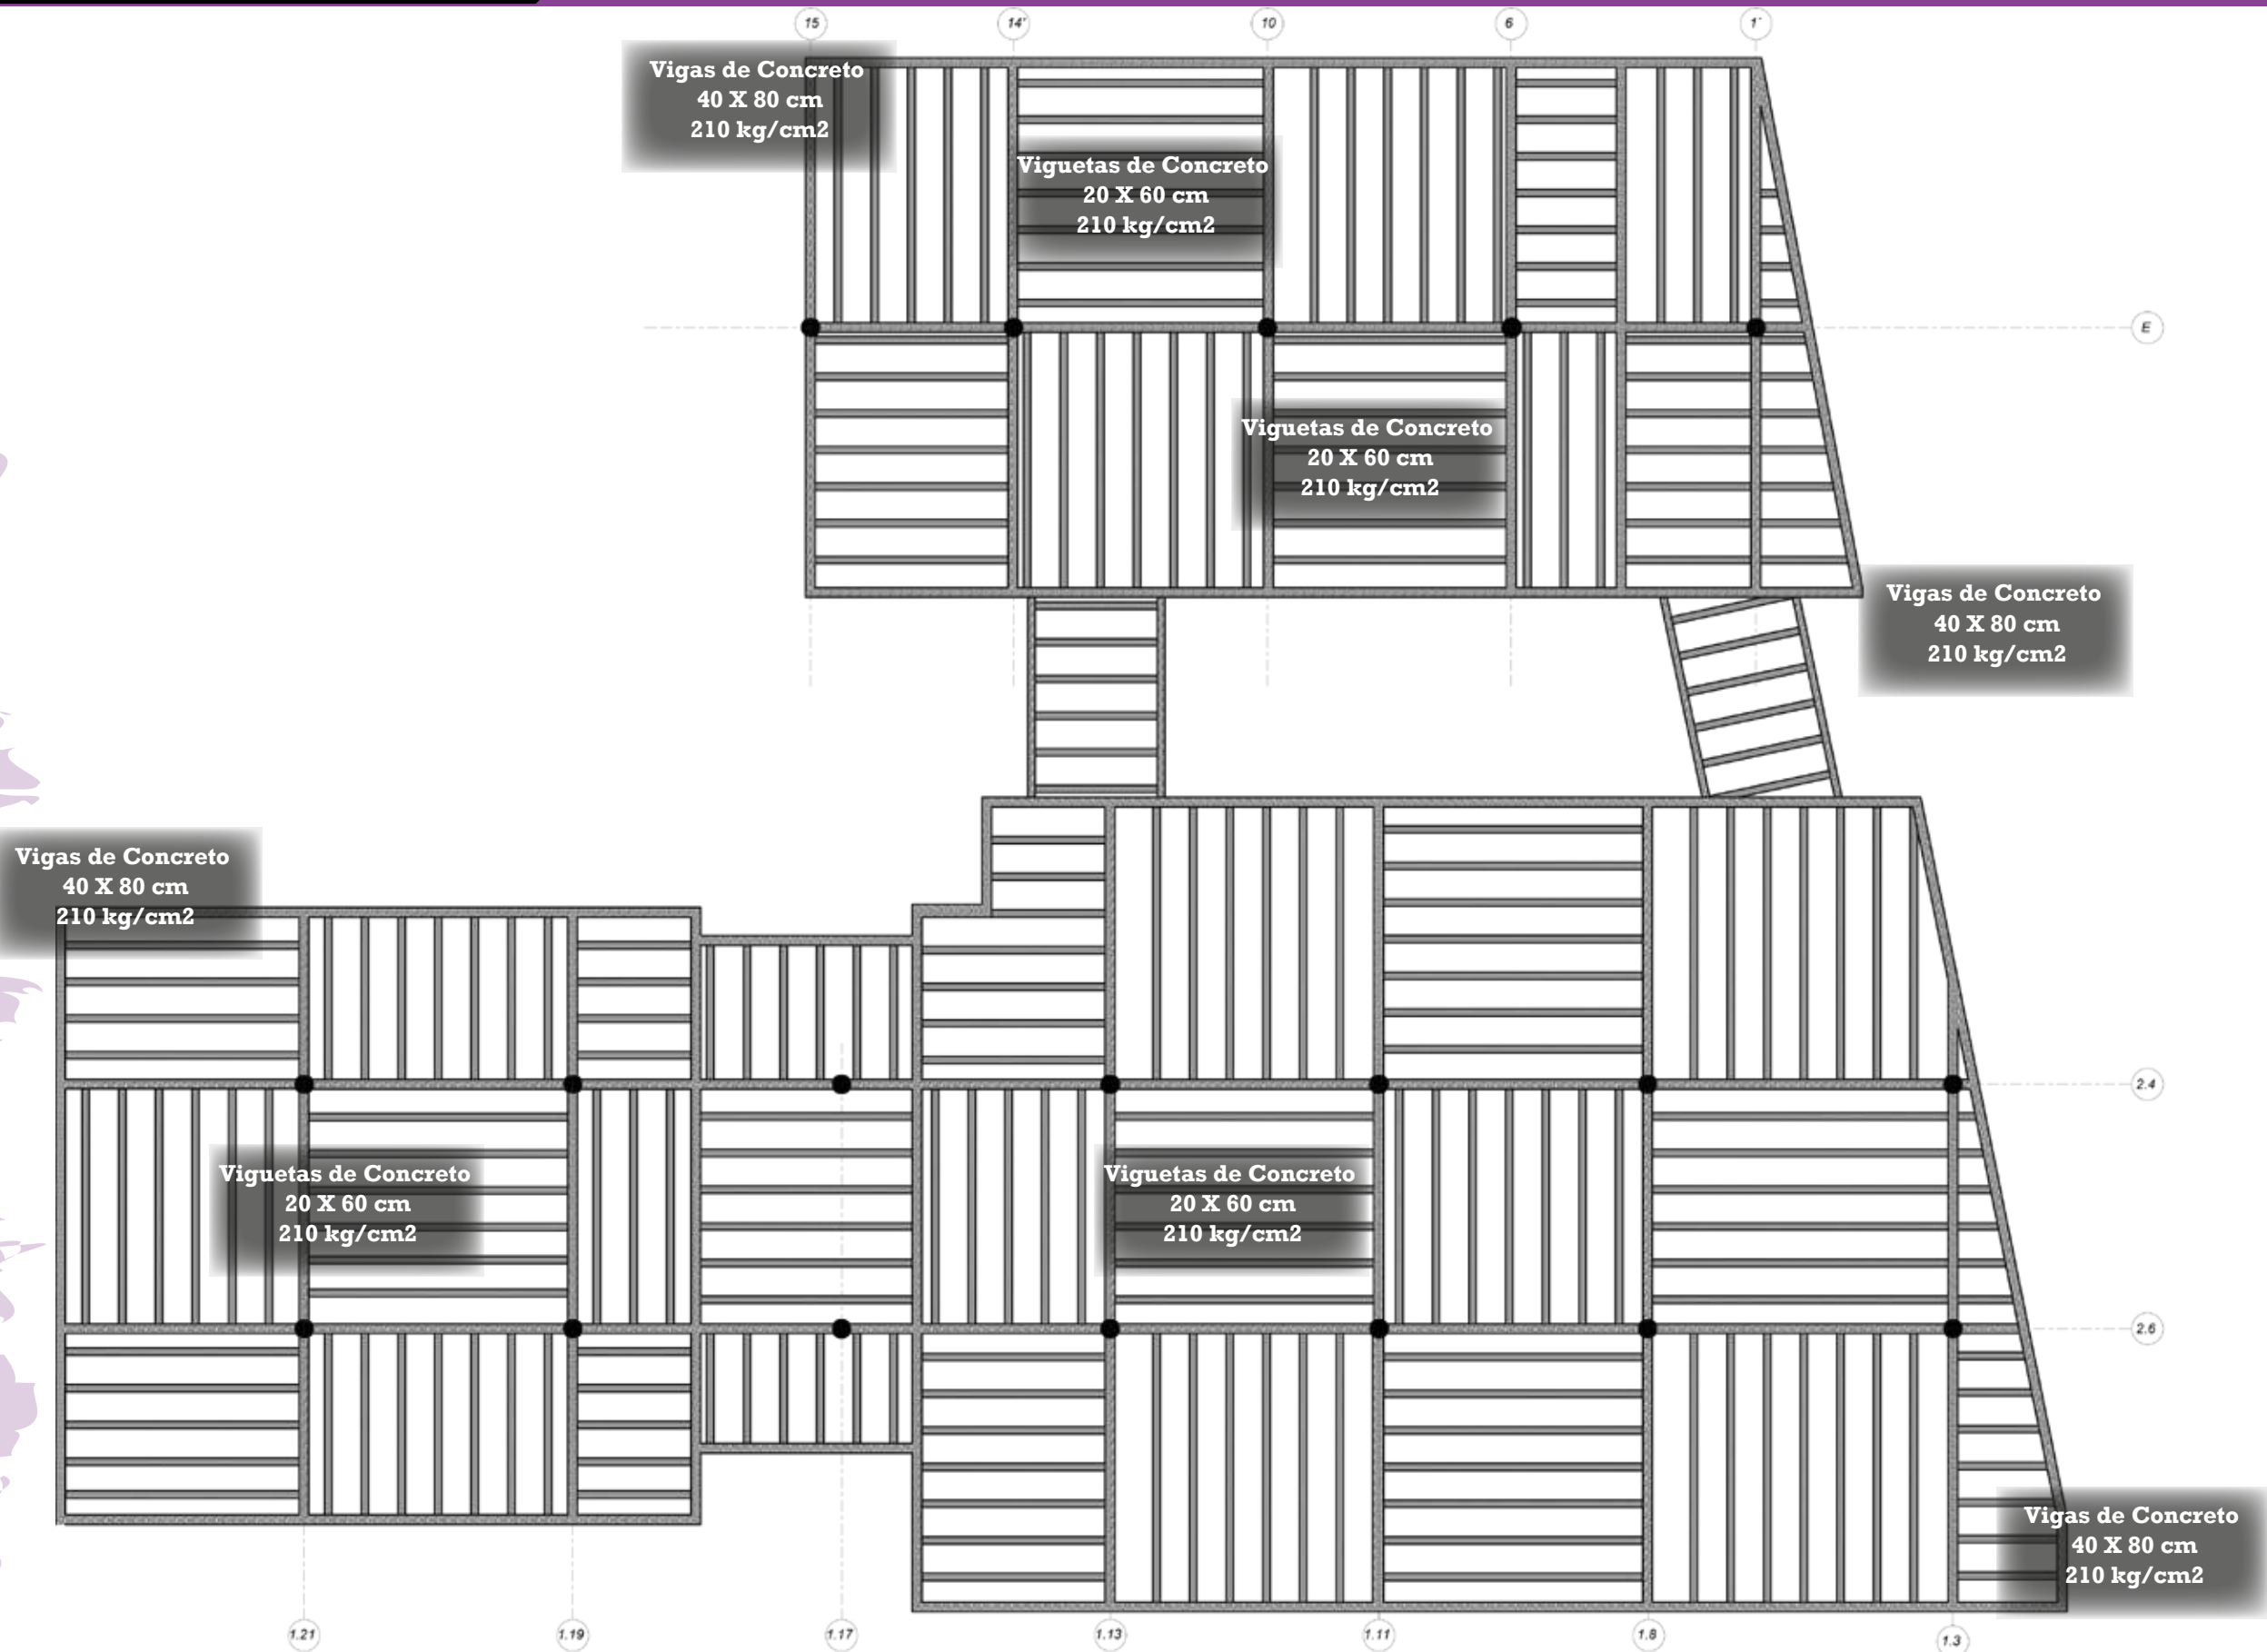 15
14'
10
6
1'
Vigas de Concreto
40 X 80 cm
210 kg/cm2
Viguetas de Concreto
20 X 60 cm
210 kg/cm2
E
Viguetas de Concreto
20 X 60 cm
210 kg/cm2
Vigas de Concreto
40 X 80 cm
210 kg/cm2
Vigas de Concreto
40 X 80 cm
210 kg/cm2
2.4
Viguetas de Concreto
20 X 60 cm
210 kg/cm2
Viguetas de Concreto
20 X 60 cm
210 kg/cm2
2.6
Vigas de Concreto
40 X 80 cm
210 kg/cm2
1.21
1.19
1.17
1.13
1.11
1.8
1.3